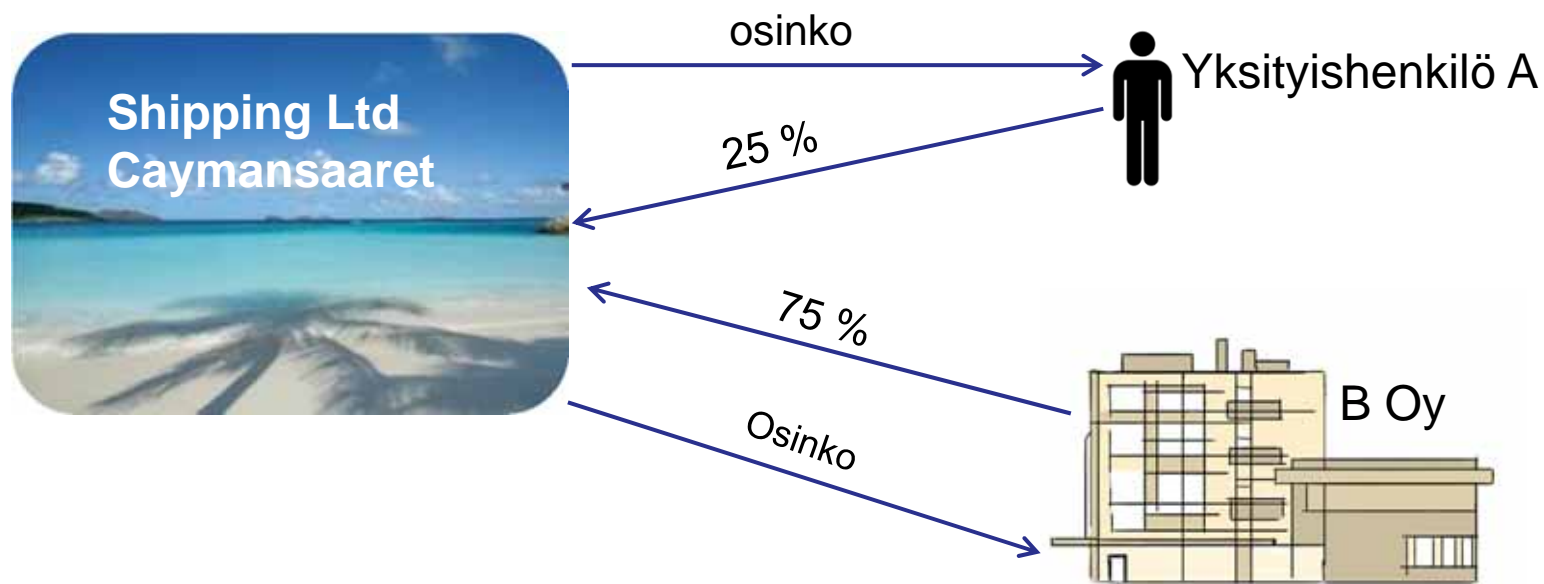 osinko
Yksityishenkilö A
Shipping Ltd
Caymansaaret
25 %
75 %
B Oy
Osinko